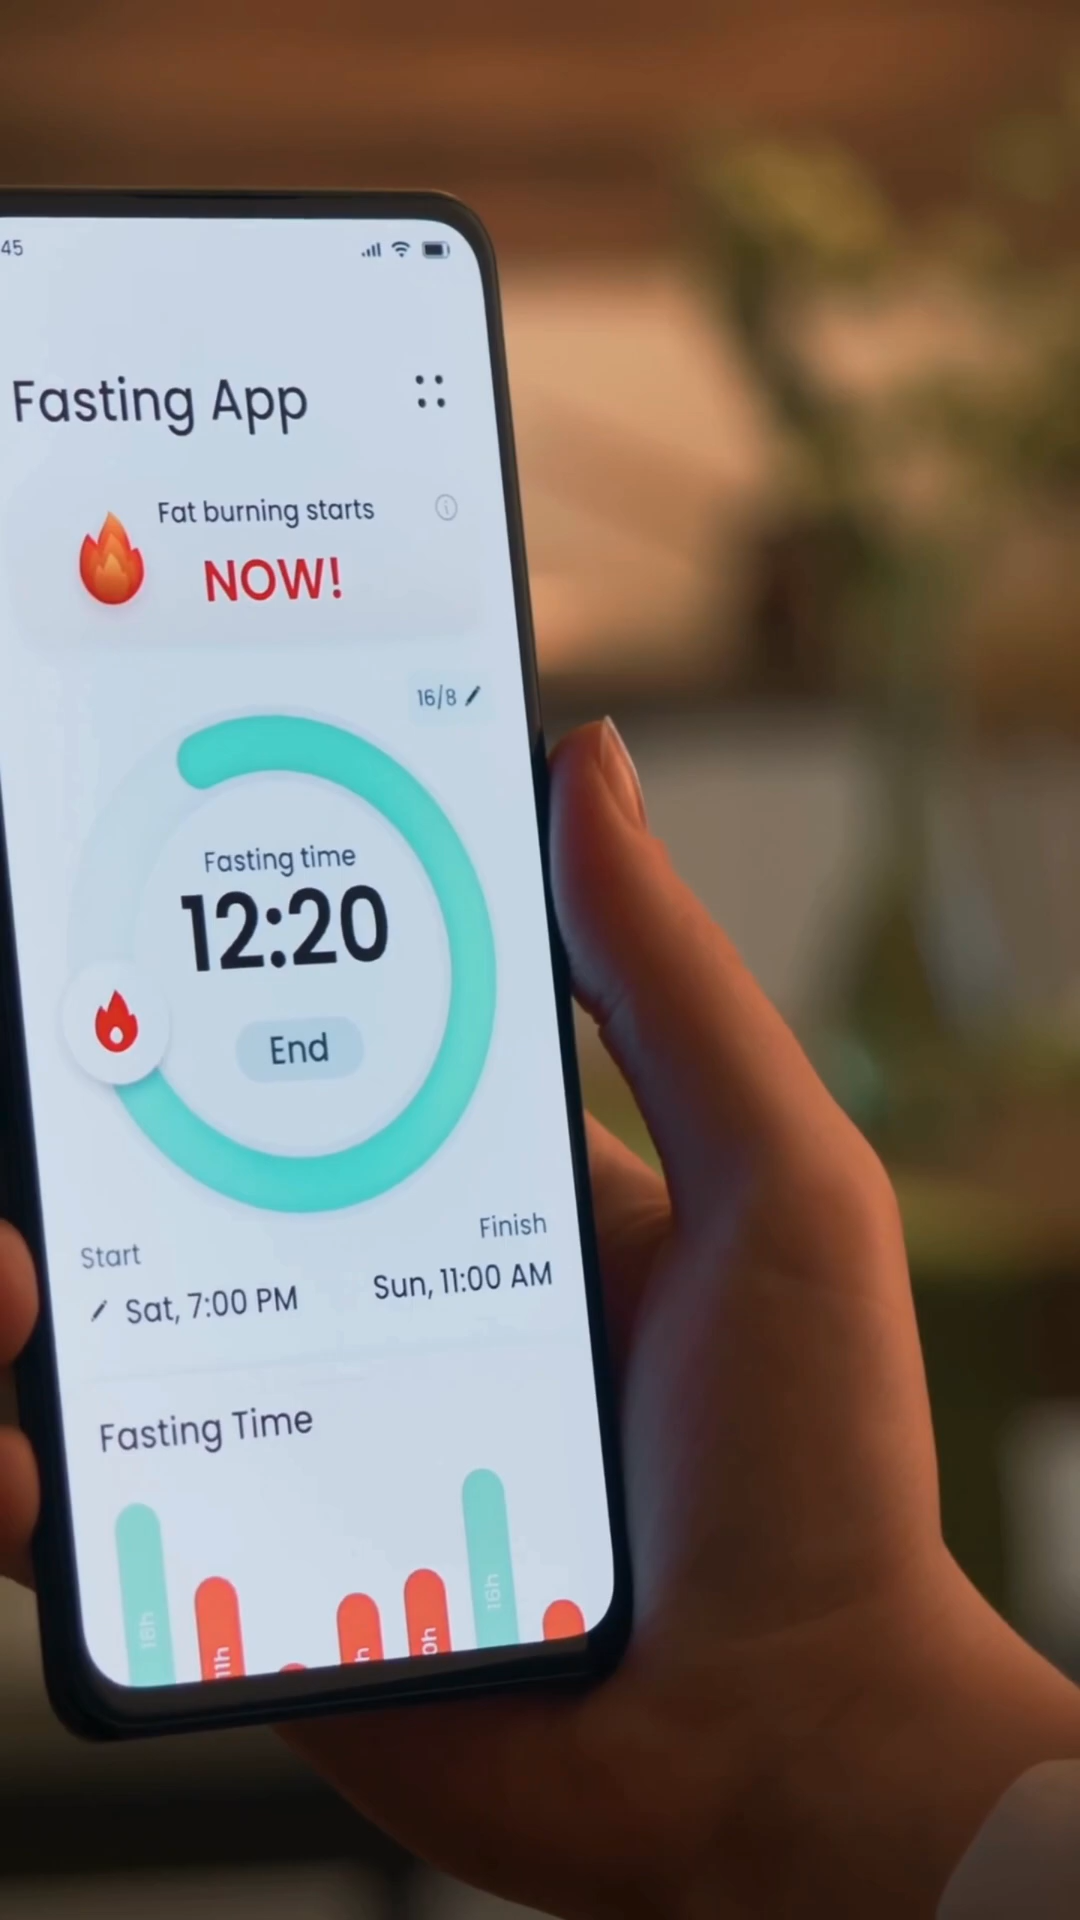 45
Fasting App
Fat burning starts
NOW!
16/8
Fasting time
12:20
End
Start
Finish
Sat, 7:00 PM
Sun, 11:00 AM
Fasting Time
16h
11h
h
0h
16h